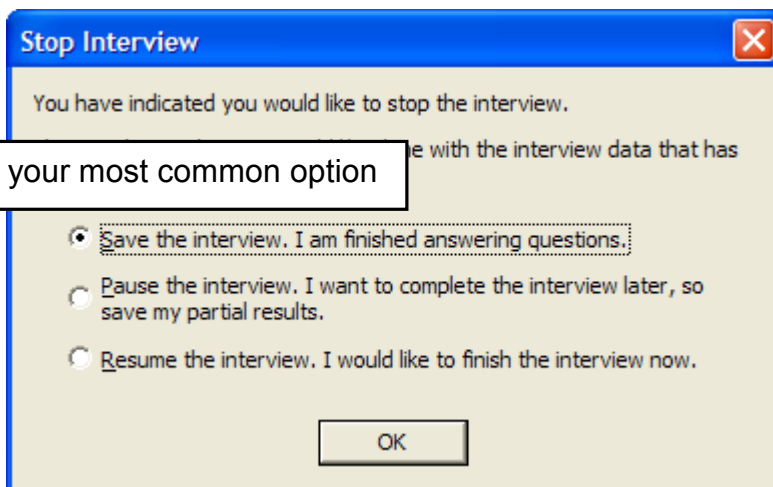 Stop Interview
You have indicated you would like to stop the interview.
with the interview data that has
your most common option
Save the interview. I am finished answering questions.
Pause the interview. I want to complete the interview later, so
save my partial results.
Resume the interview. I would like to finish the interview now.
OK